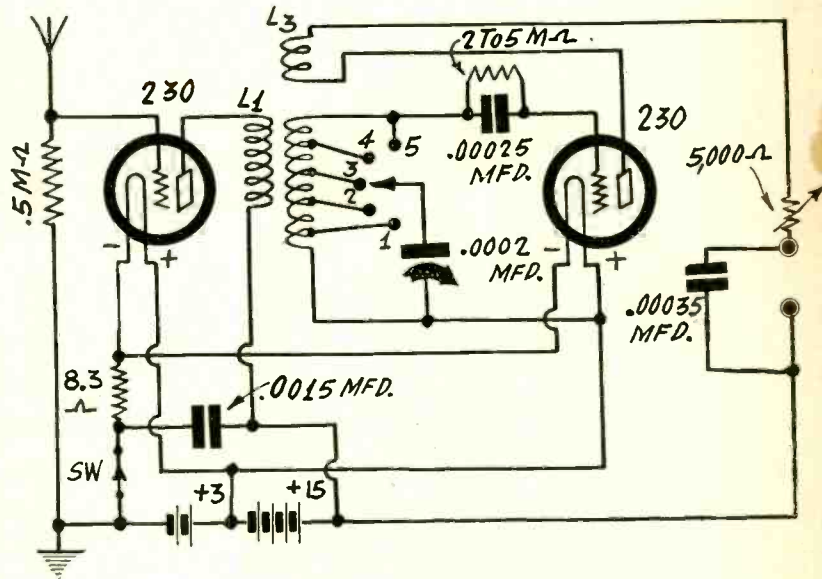 L3
2 TO 5 MΩ
230
L1
230
4
5
3
2
1
.00025
MFD.
5,000Ω
.5 MΩ
-
+
.0002
MFD.
-
+
.00035
MFD.
8.3
Ω
.0015 MFD.
SW
+3
+15